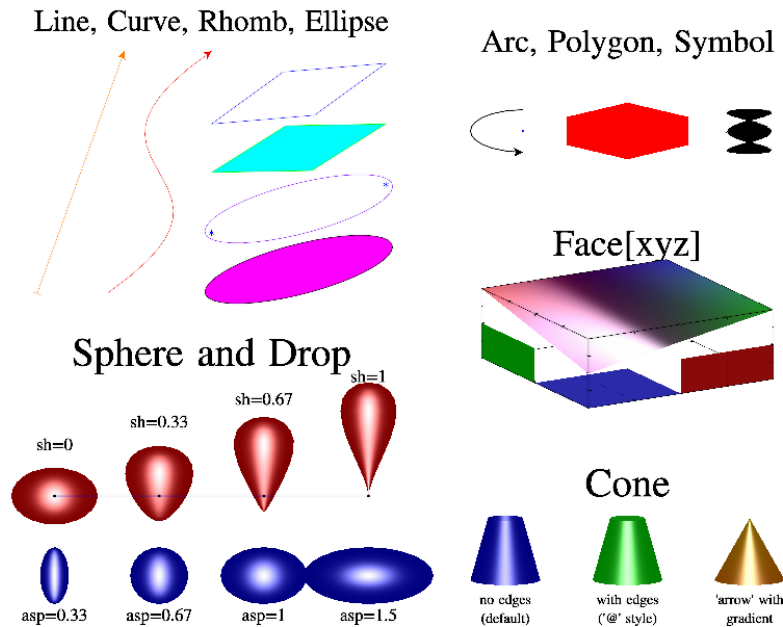 Line, Curve, Rhomb, Ellipse
Arc, Polygon, Symbol
Face[xyz]
Sphere and Drop
sh=0
sh=0.33
sh=0.67
sh=1
asp=0.33
asp=0.67
asp=1
asp=1.5
Cone
no edges
(default)
with edges
('@' style)
'arrow' with
gradient